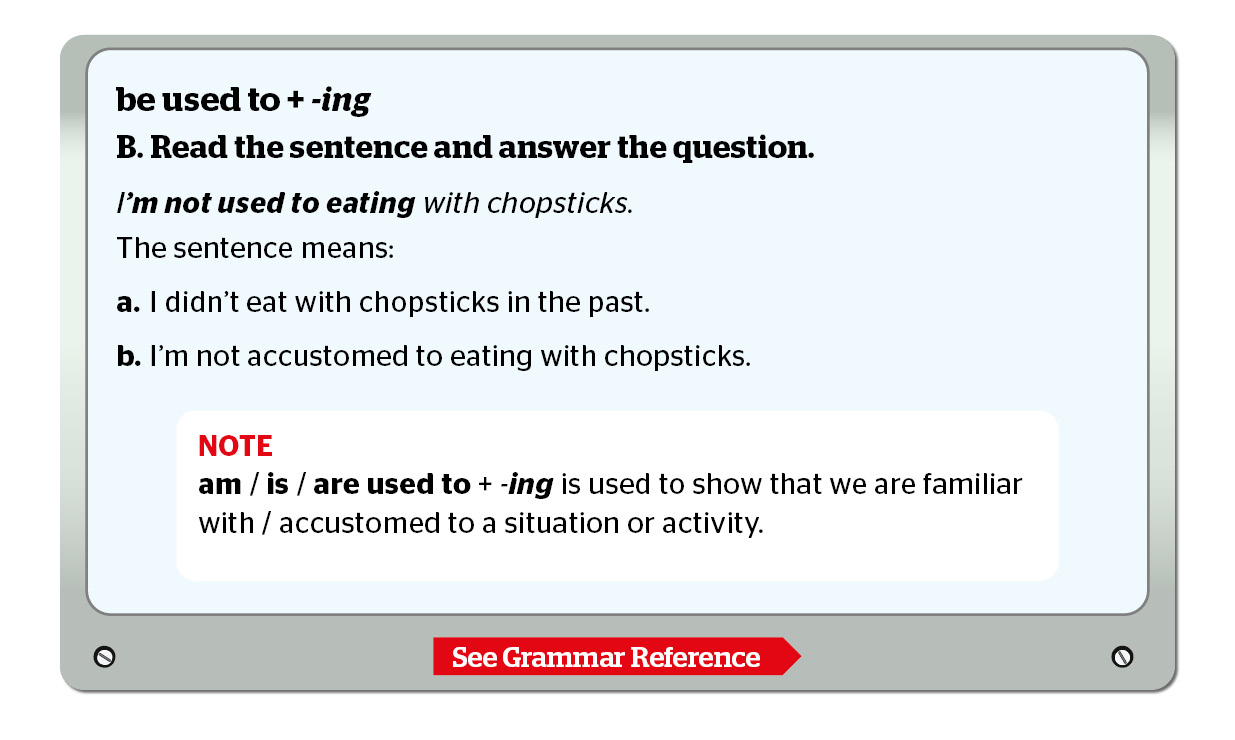 be used to + -ing
B. Read the sentence and answer the question.
I'm not used to eating with chopsticks.
The sentence means:
a. I didn't eat with chopsticks in the past.
b. I'm not accustomed to eating with chopsticks.
NOTE
am / is / are used to + -ing is used to show that we are familiar
with / accustomed to a situation or activity.
See Grammar Reference